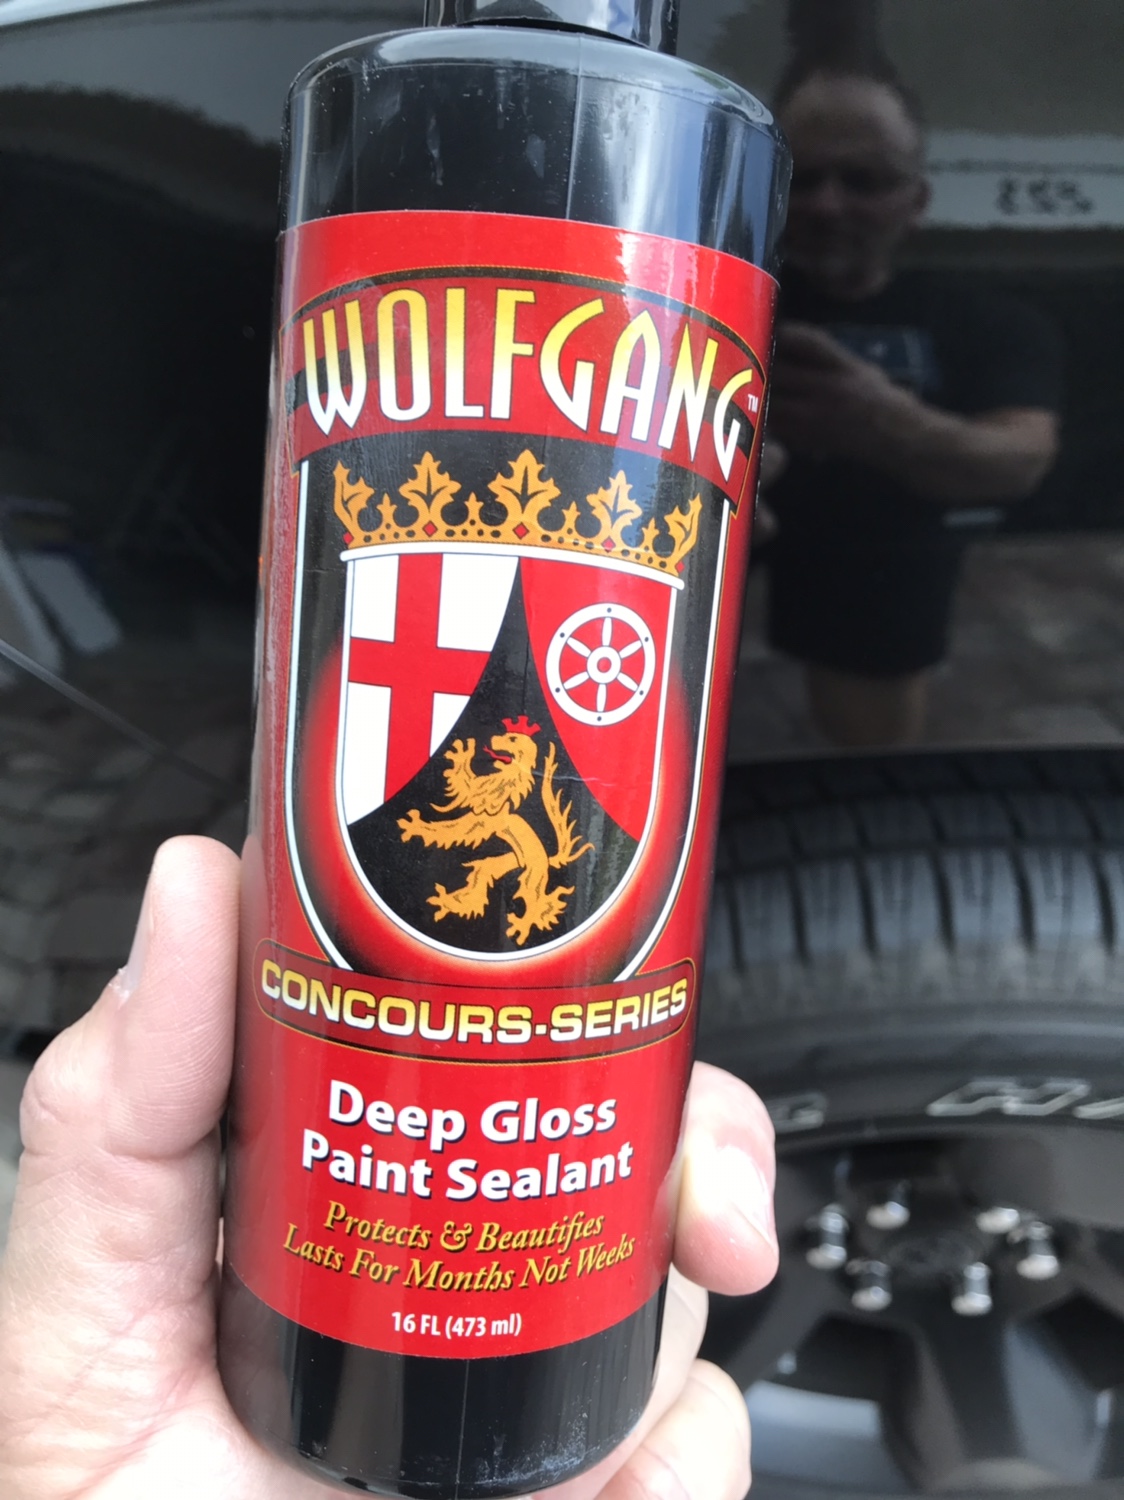 WOLFGANG™
CONCOURS-SERIES
Deep Gloss
Paint Sealant
Protects & Beautifies
Lasts For Months Not Weeks
16 FL (473 ml)